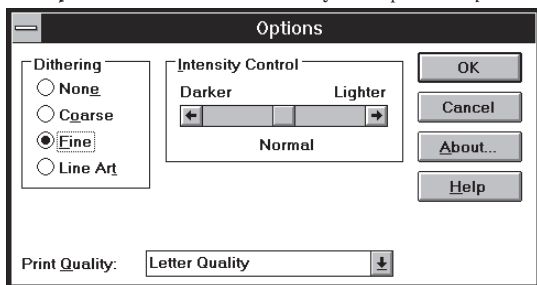 Options
Dithering
None
Coarse
Fine
Line Art
Intensity Control
Darker Lighter
Normal
OK
Cancel
About...
Help
Print Quality: Letter Quality